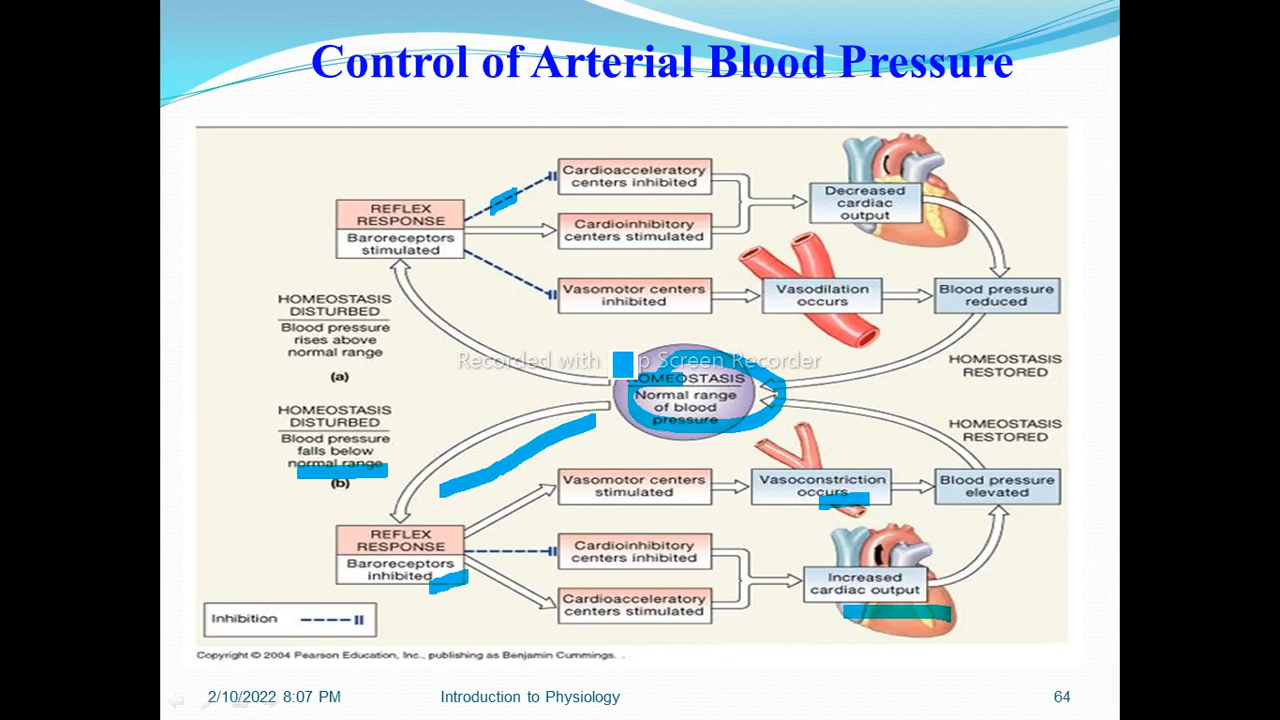 Control of Arterial Blood Pressure
Cardioacceleratory
centers inhibited
REFLEX
RESPONSE
Baroreceptors
stimulated
Cardioinhibitory
centers stimulated
Decreased
cardiac
output
Vasomotor centers
inhibited
Vasodilation
occurs
Blood pressure
reduced
HOMEOSTASIS
DISTURBED
Blood pressure
rises above
normal range
(a)
Recorded with
p Screen Recorder
HOMEOSTASIS
RESTORED
HOMEOSTASIS
Normal range
of blood
pressure
HOMEOSTASIS
DISTURBED
Blood pressure
falls below
normal range
(b)
HOMEOSTASIS
RESTORED
Vasomotor centers
stimulated
Vasoconstriction
occurs
Blood pressure
elevated
REFLEX
RESPONSE
Baroreceptors
inhibited
Cardioinhibitory
centers inhibited
Cardioacceleratory
centers stimulated
Increased
cardiac output
Inhibition
Copyright © 2004 Pearson Education, Inc., publishing as Benjamin Cummings. .
2/10/2022 8:07 PM
Introduction to Physiology
64